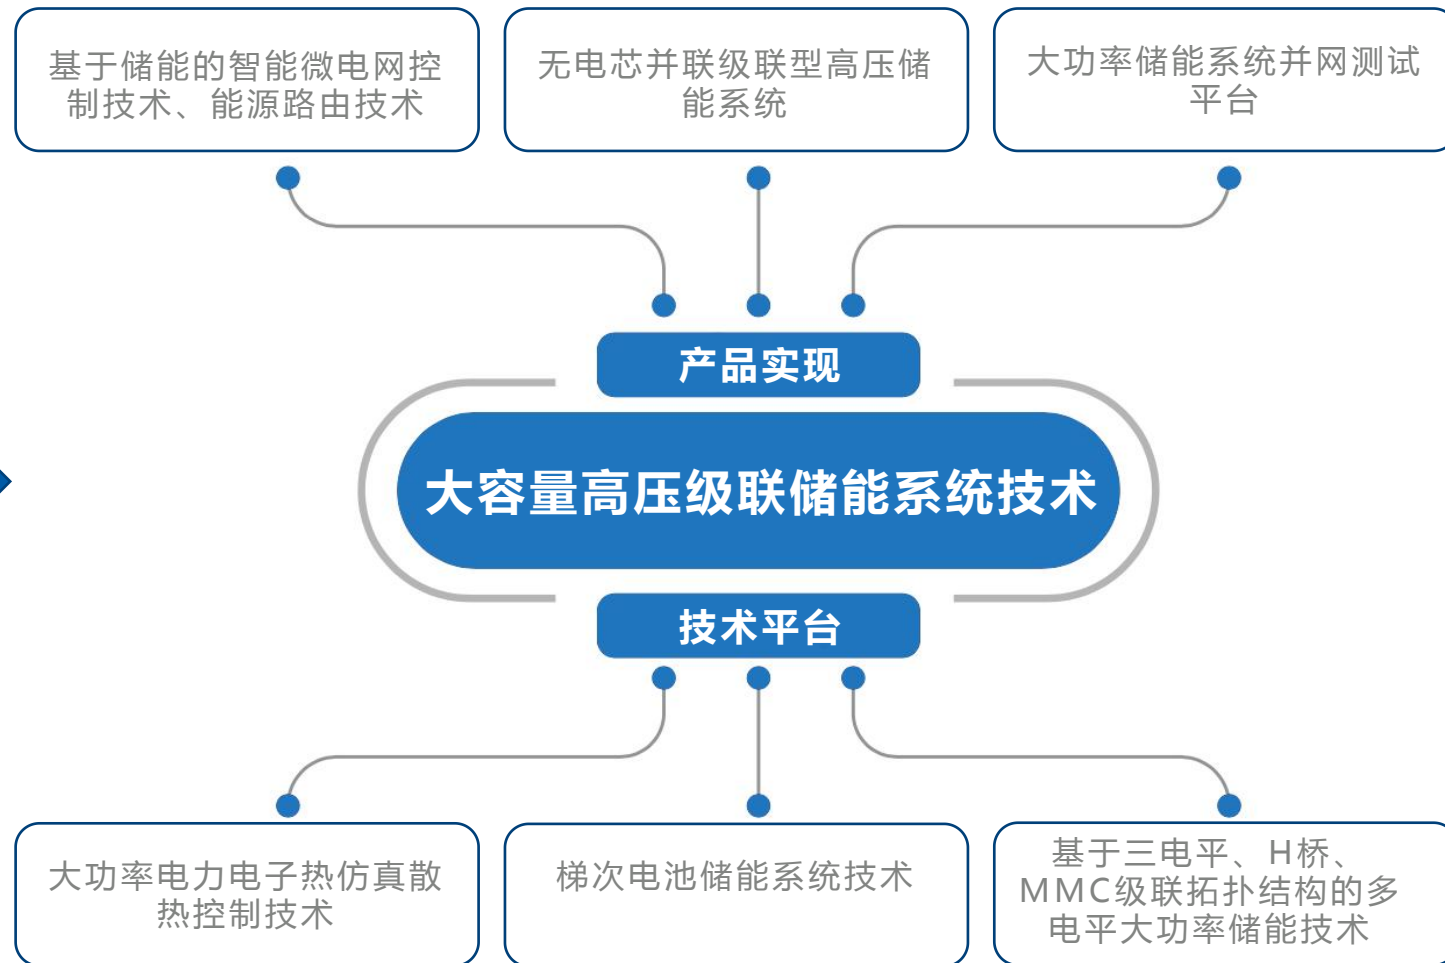 基于储能的智能微电网控
制技术、能源路由技术
无电芯并联级联型高压储
能系统
大功率储能系统并网测试
平台
产品实现
大容量高压级联储能系统技术
技术平台
大功率电力电子热仿真散
热控制技术
梯次电池储能系统技术
基于三电平、H桥、
MMC级联拓扑结构的多
电平大功率储能技术